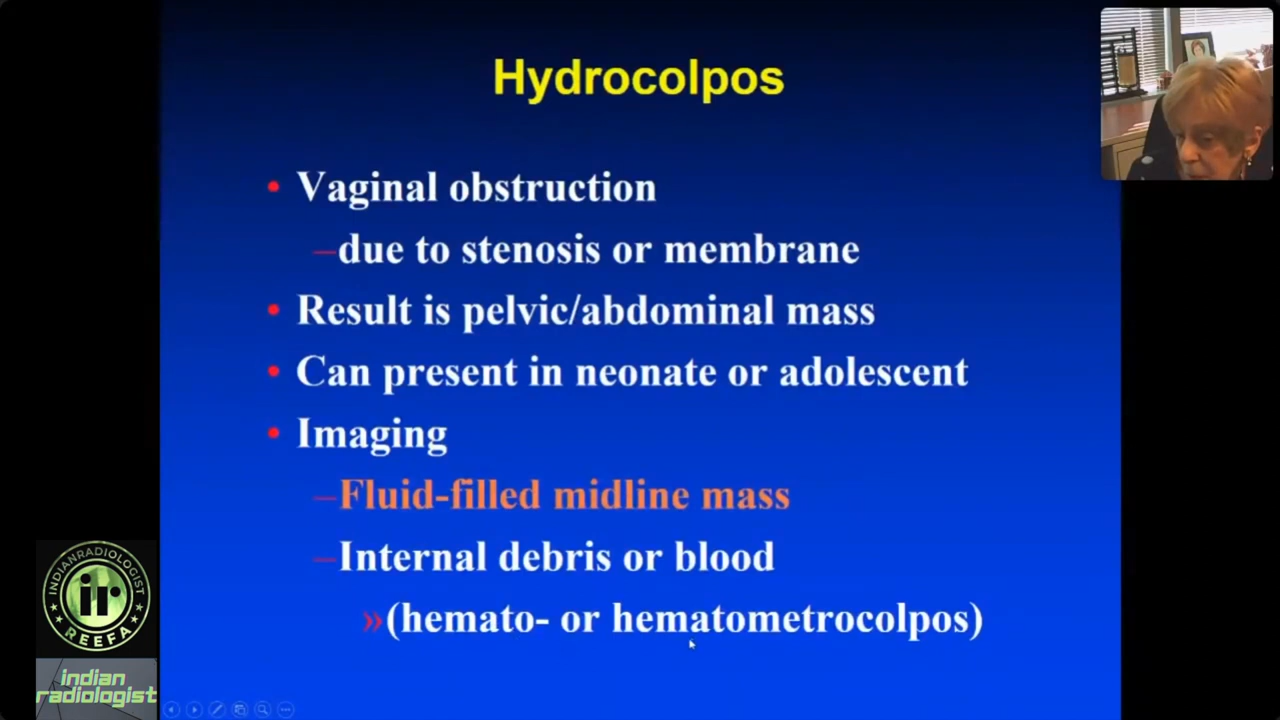 Hydrocolpos
• Vaginal obstruction
–due to stenosis or membrane
• Result is pelvic/abdominal mass
• Can present in neonate or adolescent
• Imaging
–Fluid-filled midline mass
–Internal debris or blood
»(hemato- or hematometrocolpos)
INDIANRADIOLOGIST
ir
REEFA
indian
radiologist